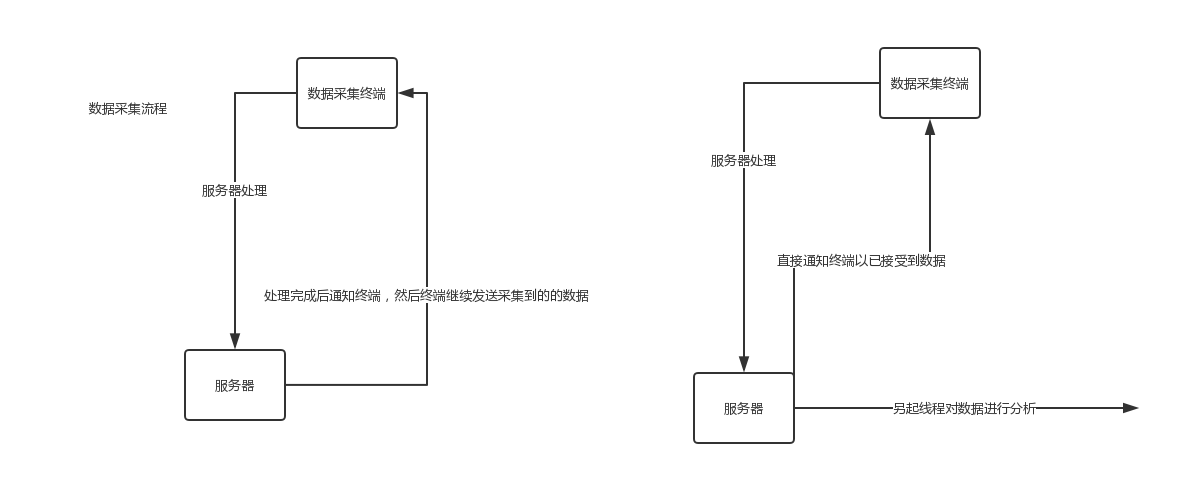 数据采集流程
数据采集终端
服务器处理
处理完成后通知终端，然后终端继续发送采集到的的数据
服务器
数据采集终端
服务器处理
直接通知终端以已接受到数据
服务器
另起线程对数据进行分析